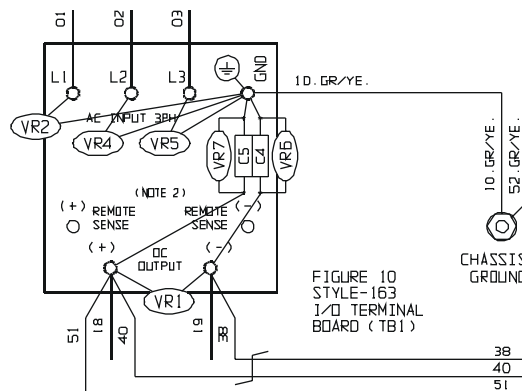 01
02
03
L1
L2
L3
GND
1D.GR/YE.
AC INPUT 3PH
VR2
VR4
VR5
VR7
C5
C4
VR6
10.GR/YE.
52.GR/YE.
(NOTE 2)
(+) REMOTE SENSE
REMOTE SENSE (-)
(+)
DC OUTPUT
(-)
CHASSIS
GROUND
VR1
FIGURE 10
STYLE-163
I/O TERMINAL
BOARD (TB1)
51
18
40
19
38
38
40
51